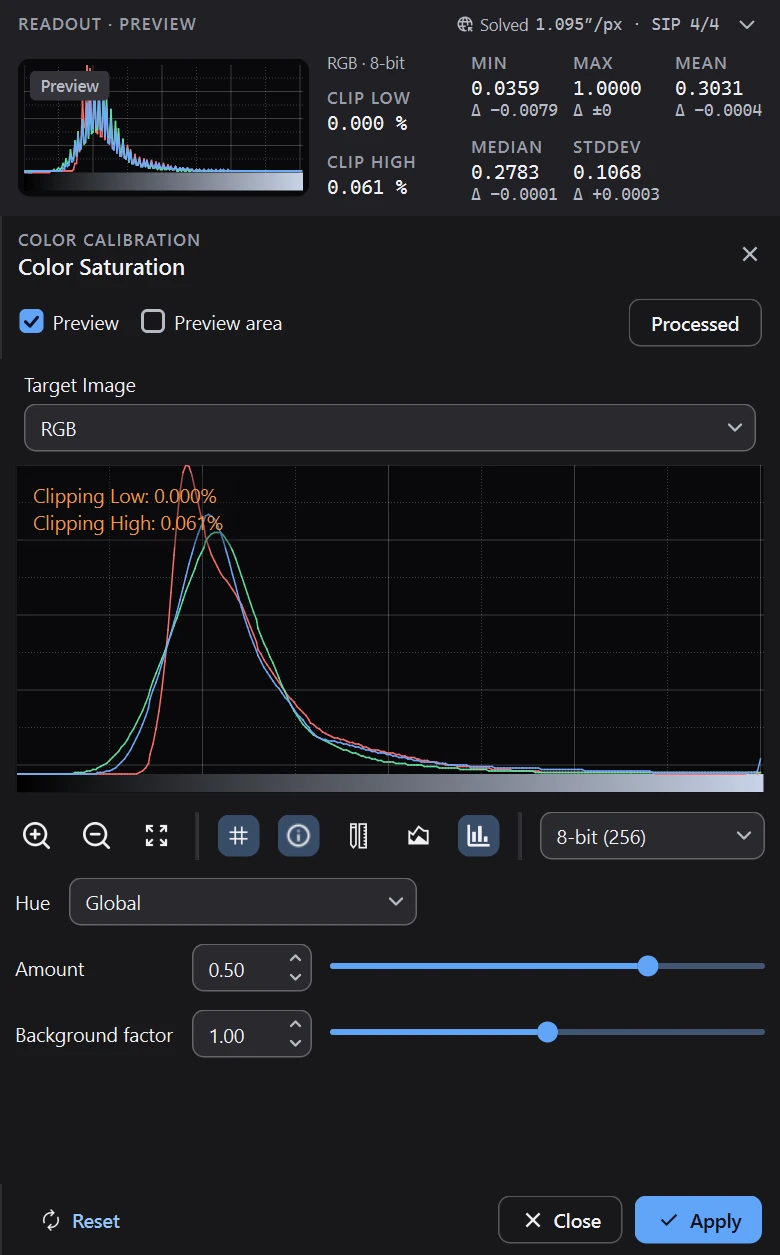 READOUT · PREVIEW
Solved 1.095″/px · SIP 4/4
Preview
RGB · 8-bit
CLIP LOW
0.000 %
CLIP HIGH
0.061 %
MIN MAX MEAN
0.0359 1.0000 0.3031
Δ −0.0079 Δ ±0 Δ −0.0004
MEDIAN STDDEV
0.2783 0.1068
Δ −0.0001 Δ +0.0003
COLOR CALIBRATION
Color Saturation
Preview Preview area Processed
Target Image
RGB
Clipping Low: 0.000%
Clipping High: 0.061%
8-bit (256)
Hue Global
Amount 0.50
Background factor 1.00
Reset Close Apply